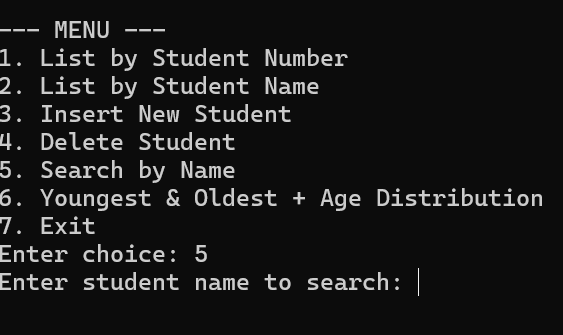 --- MENU ---
1. List by Student Number
2. List by Student Name
3. Insert New Student
4. Delete Student
5. Search by Name
6. Youngest & Oldest + Age Distribution
7. Exit
Enter choice: 5
Enter student name to search: